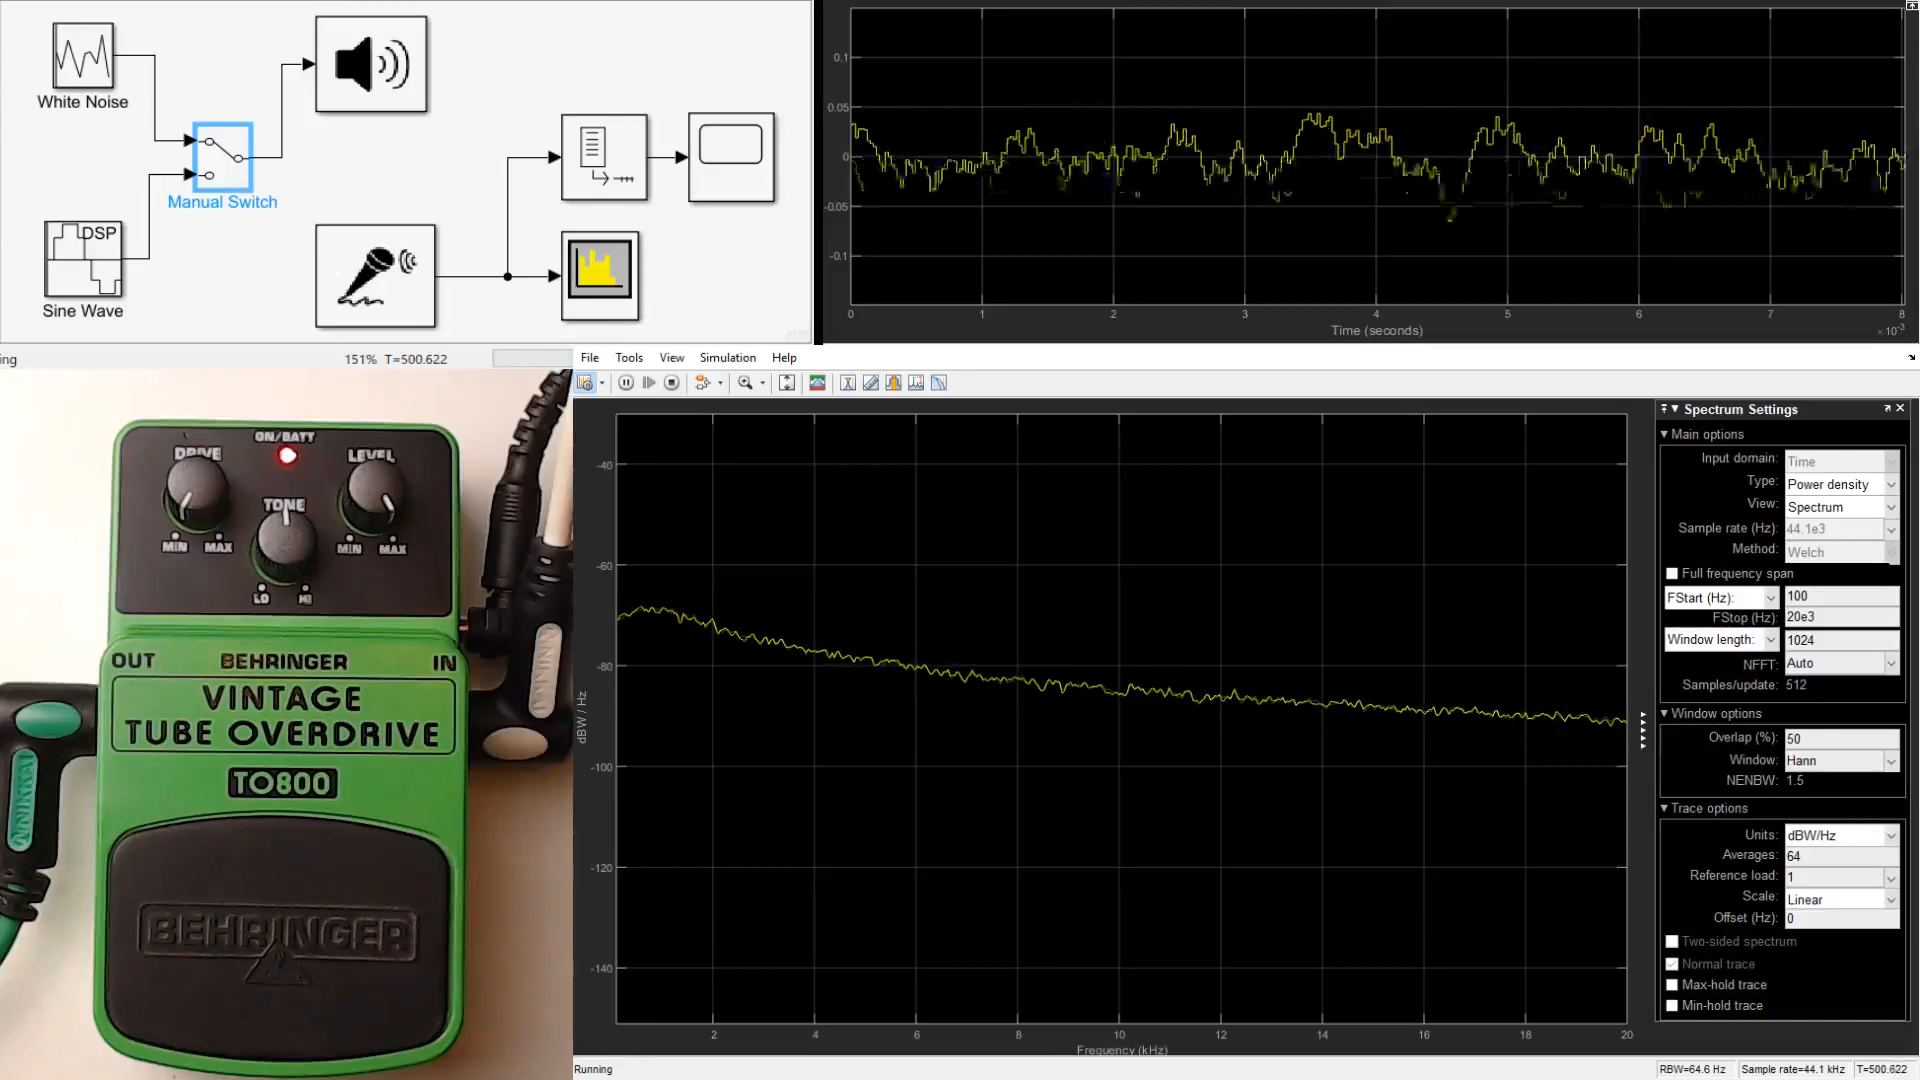 White Noise
Manual Switch
DSP
Sine Wave
ing
151% T=500.622
0.1
0.05
0
-0.05
-0.1
0 1 2 3 4 5 6 7 8
Time (seconds)
×10-3
File Tools View Simulation Help
ON/BATT
DRIVE
LEVEL
TONE
MIN MAX
MIN MAX
LO HI
OUT BEHRINGER IN
VINTAGE
TUBE OVERDRIVE
TO800
BEHRINGER
-40
-60
-80
-100
-120
-140
dBW / Hz
2 4 6 8 10 12 14 16 18 20
Frequency (kHz)
Spectrum Settings
Main options
Input domain: Time
Type: Power density
View: Spectrum
Sample rate (Hz): 44.1e3
Method: Welch
Full frequency span
FStart (Hz): 100
FStop (Hz): 20e3
Window length: 1024
NFFT: Auto
Samples/update: 512
Window options
Overlap (%): 50
Window: Hann
NENBW: 1.5
Trace options
Units: dBW/Hz
Averages: 64
Reference load: 1
Scale: Linear
Offset (Hz): 0
Two-sided spectrum
Normal trace
Max-hold trace
Min-hold trace
Running
RBW=64.6 Hz Sample rate=44.1 kHz T=500.622